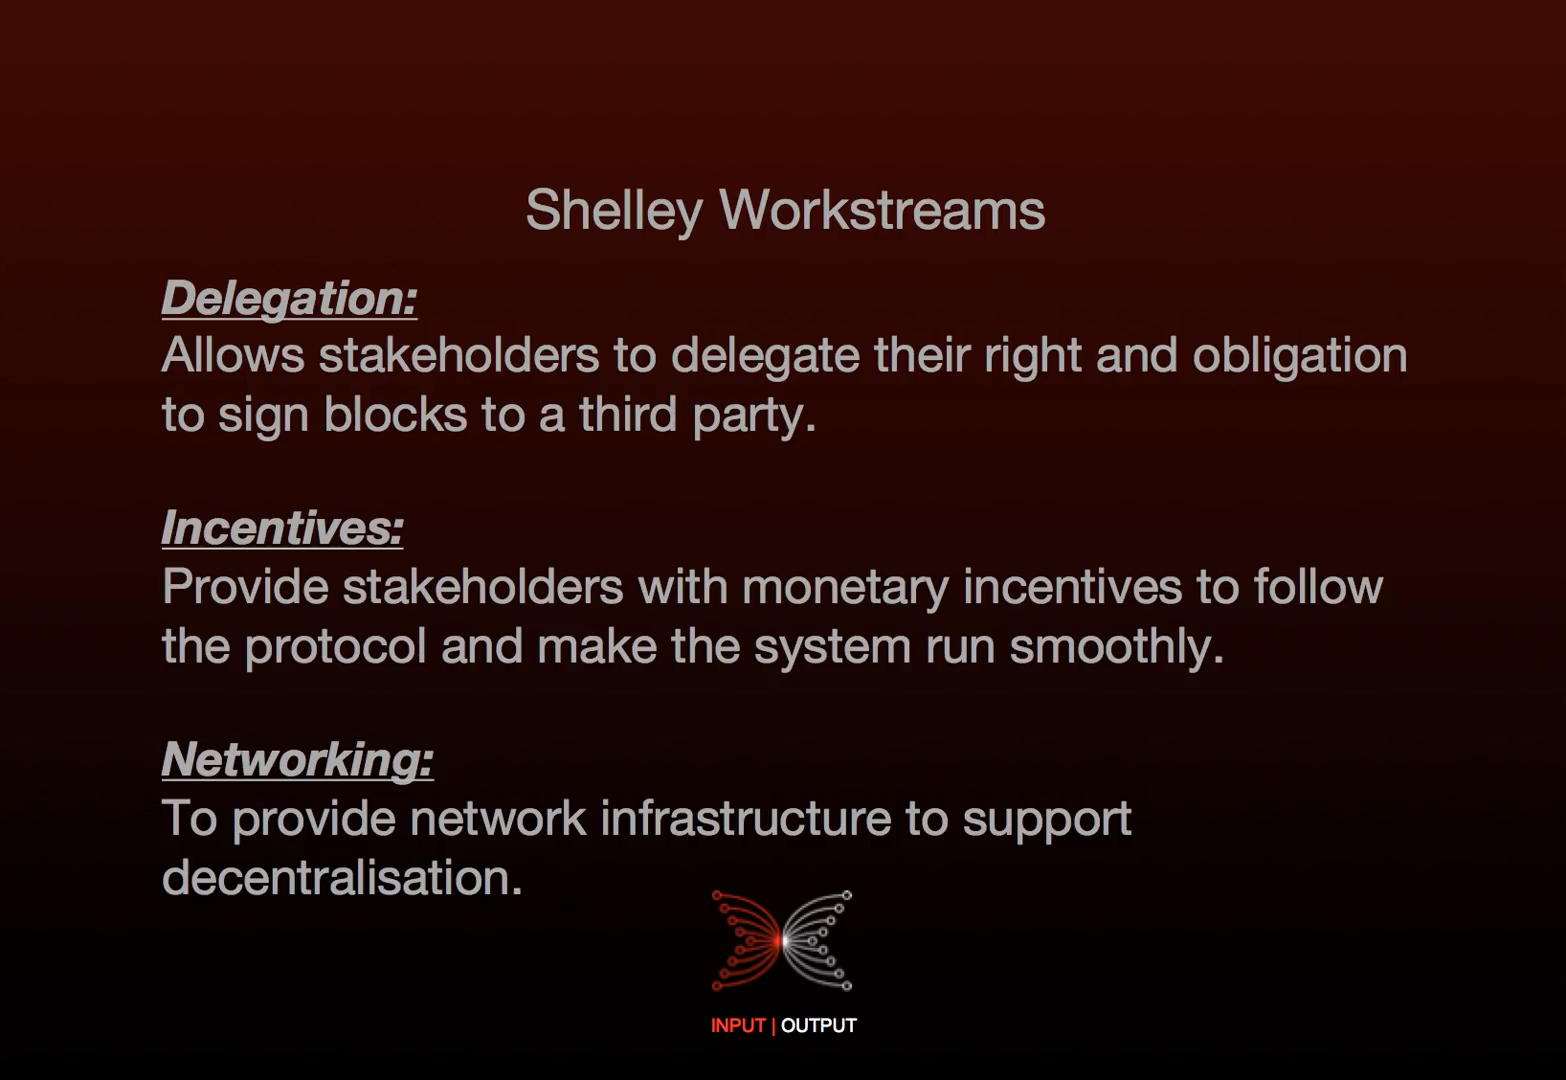 Shelley Workstreams
Delegation:
Allows stakeholders to delegate their right and obligation
to sign blocks to a third party.
Incentives:
Provide stakeholders with monetary incentives to follow
the protocol and make the system run smoothly.
Networking:
To provide network infrastructure to support
decentralisation.
INPUT | OUTPUT